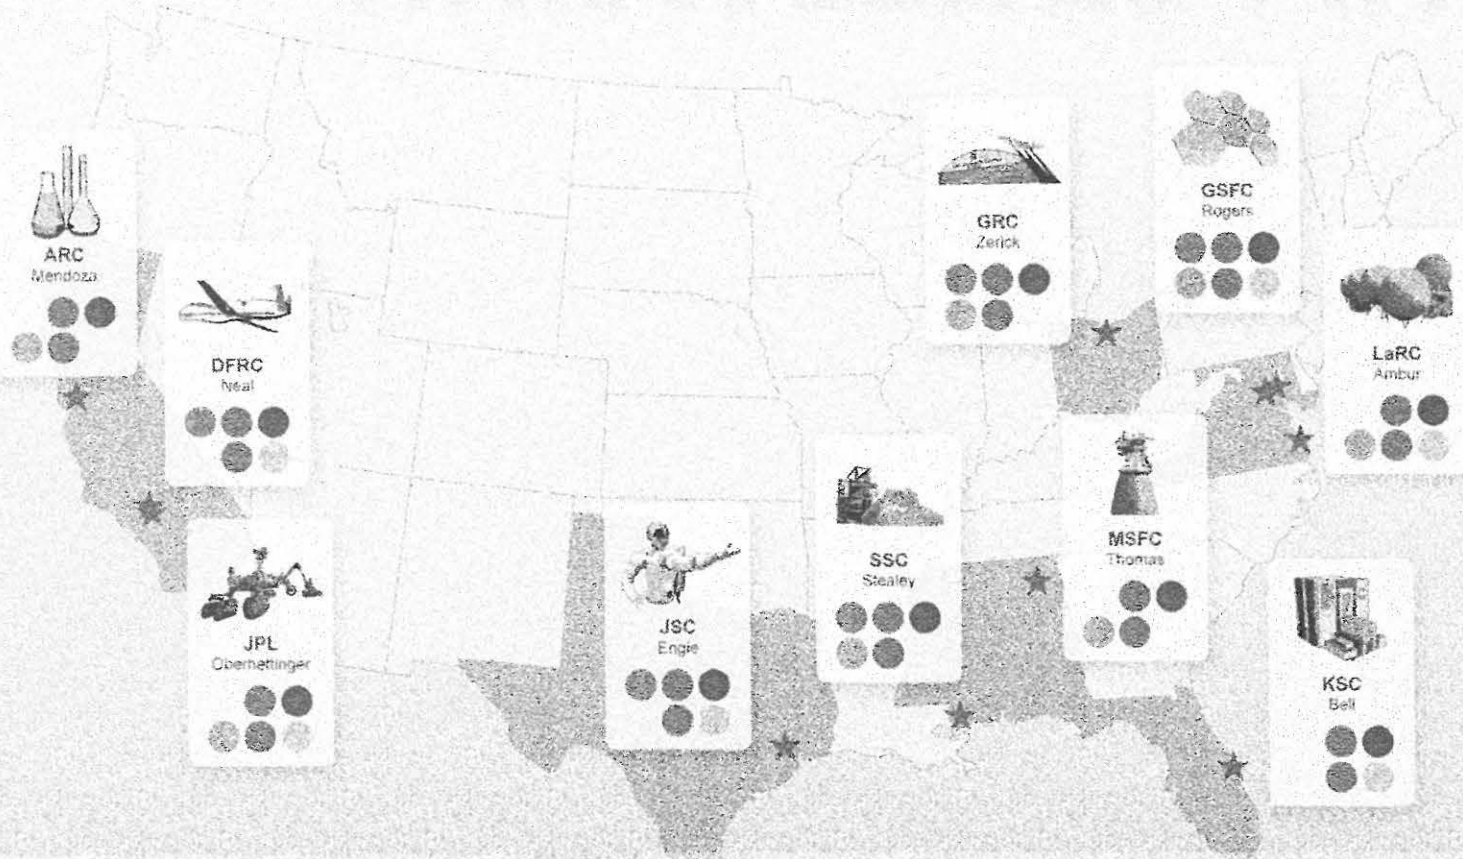 ARC
Mendoza
DFRC
Neal
JPL
Oberhettinger
JSC
Engle
SSC
Stealey
GRC
Zerick
MSFC
Thomas
GSFC
Rogers
LaRC
Ambur
KSC
Bell